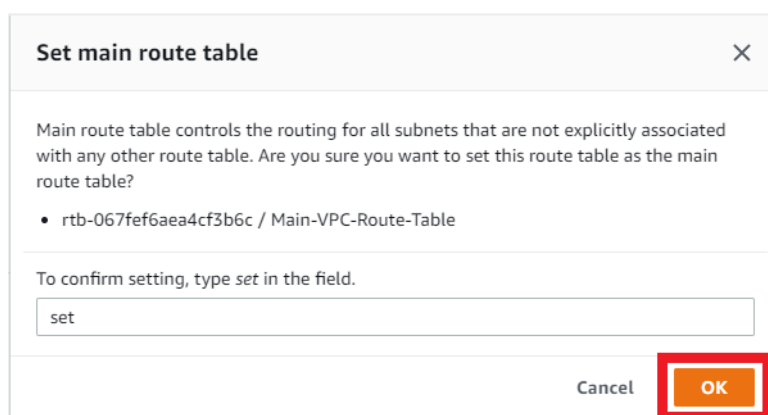 Set main route table
Main route table controls the routing for all subnets that are not explicitly associated
with any other route table. Are you sure you want to set this route table as the main
route table?
• rtb-067fef6aea4cf3b6c / Main-VPC-Route-Table
To confirm setting, type set in the field.
set
Cancel OK